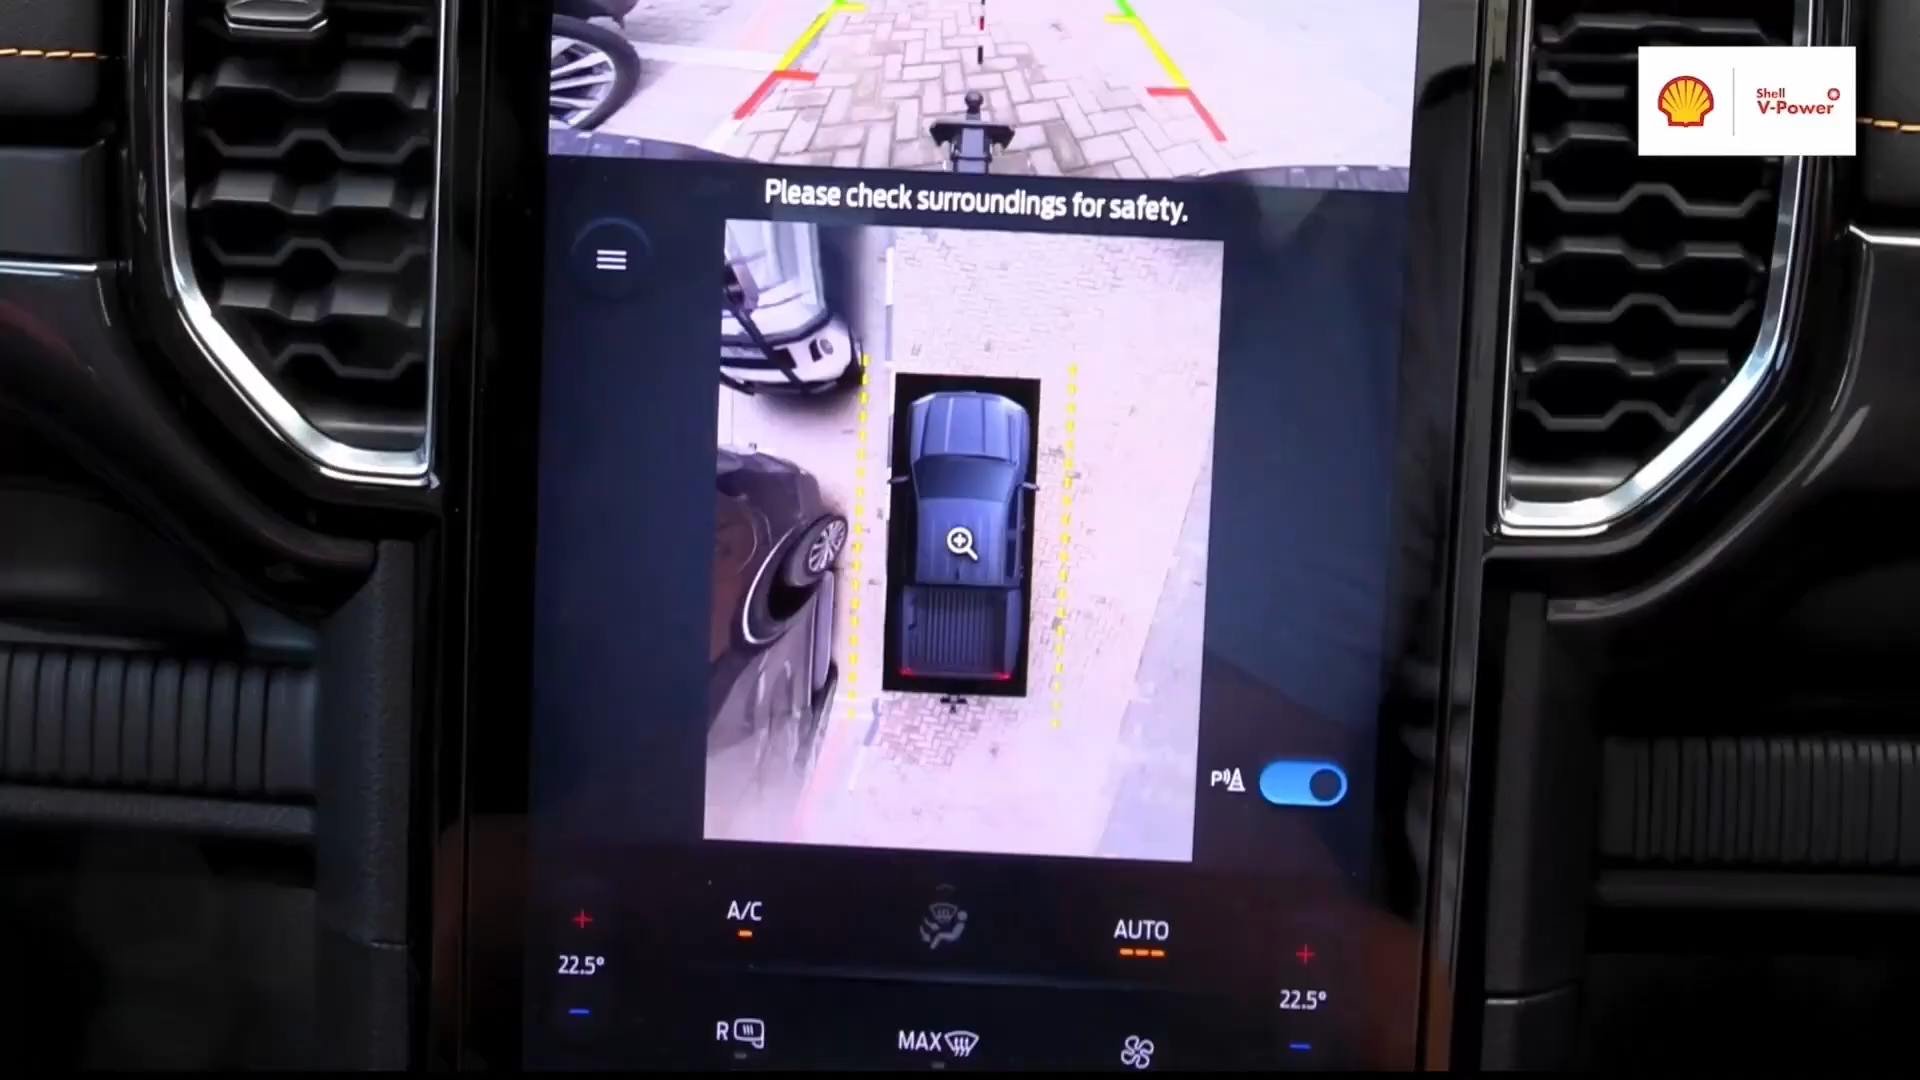 Shell
V-Power
Please check surroundings for safety.
P
A/C
AUTO
22.5°
22.5°
R
MAX